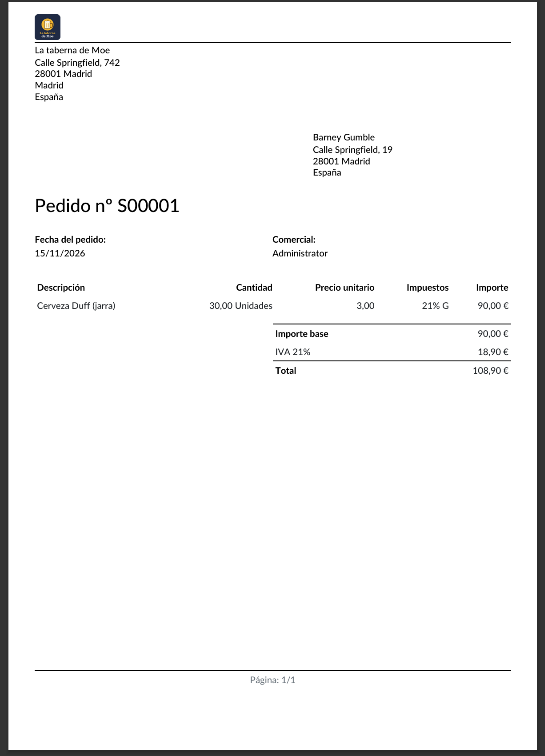 La taberna de Moe
Calle Springfield, 742
28001 Madrid
Madrid
España
Barney Gumble
Calle Springfield, 19
28001 Madrid
España
Pedido nº S00001
Fecha del pedido: Comercial:
15/11/2026 Administrator
Descripción Cantidad Precio unitario Impuestos Importe
Cerveza Duff (jarra) 30,00 Unidades 3,00 21% G 90,00 €
Importe base 90,00 €
IVA 21% 18,90 €
Total 108,90 €
Página: 1/1